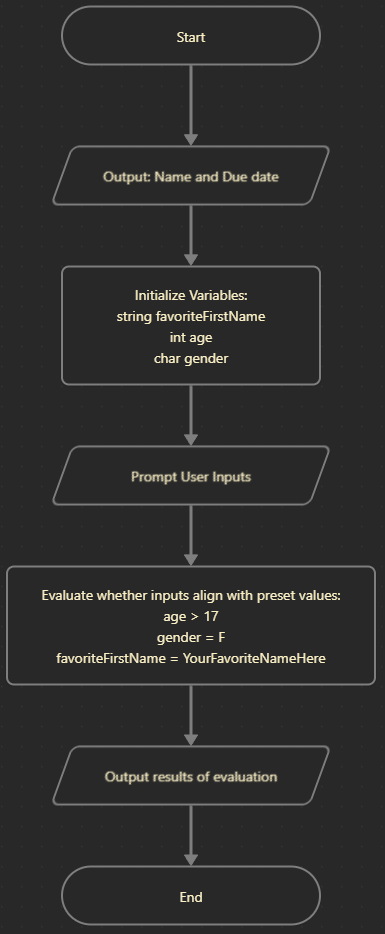 Start
Output: Name and Due date
Initialize Variables:
string favoriteFirstName
int age
char gender
Prompt User Inputs
Evaluate whether inputs align with preset values:
age > 17
gender = F
favoriteFirstName = YourFavoriteNameHere
Output results of evaluation
End